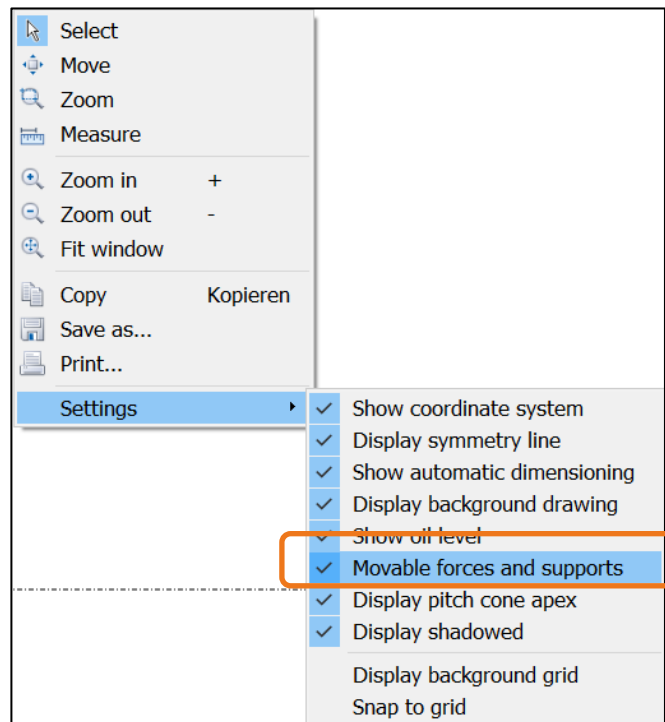 Select
Move
Zoom
Measure
Zoom in +
Zoom out -
Fit window
Copy Kopieren
Save as...
Print...
Settings
Show coordinate system
Display symmetry line
Show automatic dimensioning
Display background drawing
Show oil level
Movable forces and supports
Display pitch cone apex
Display shadowed
Display background grid
Snap to grid